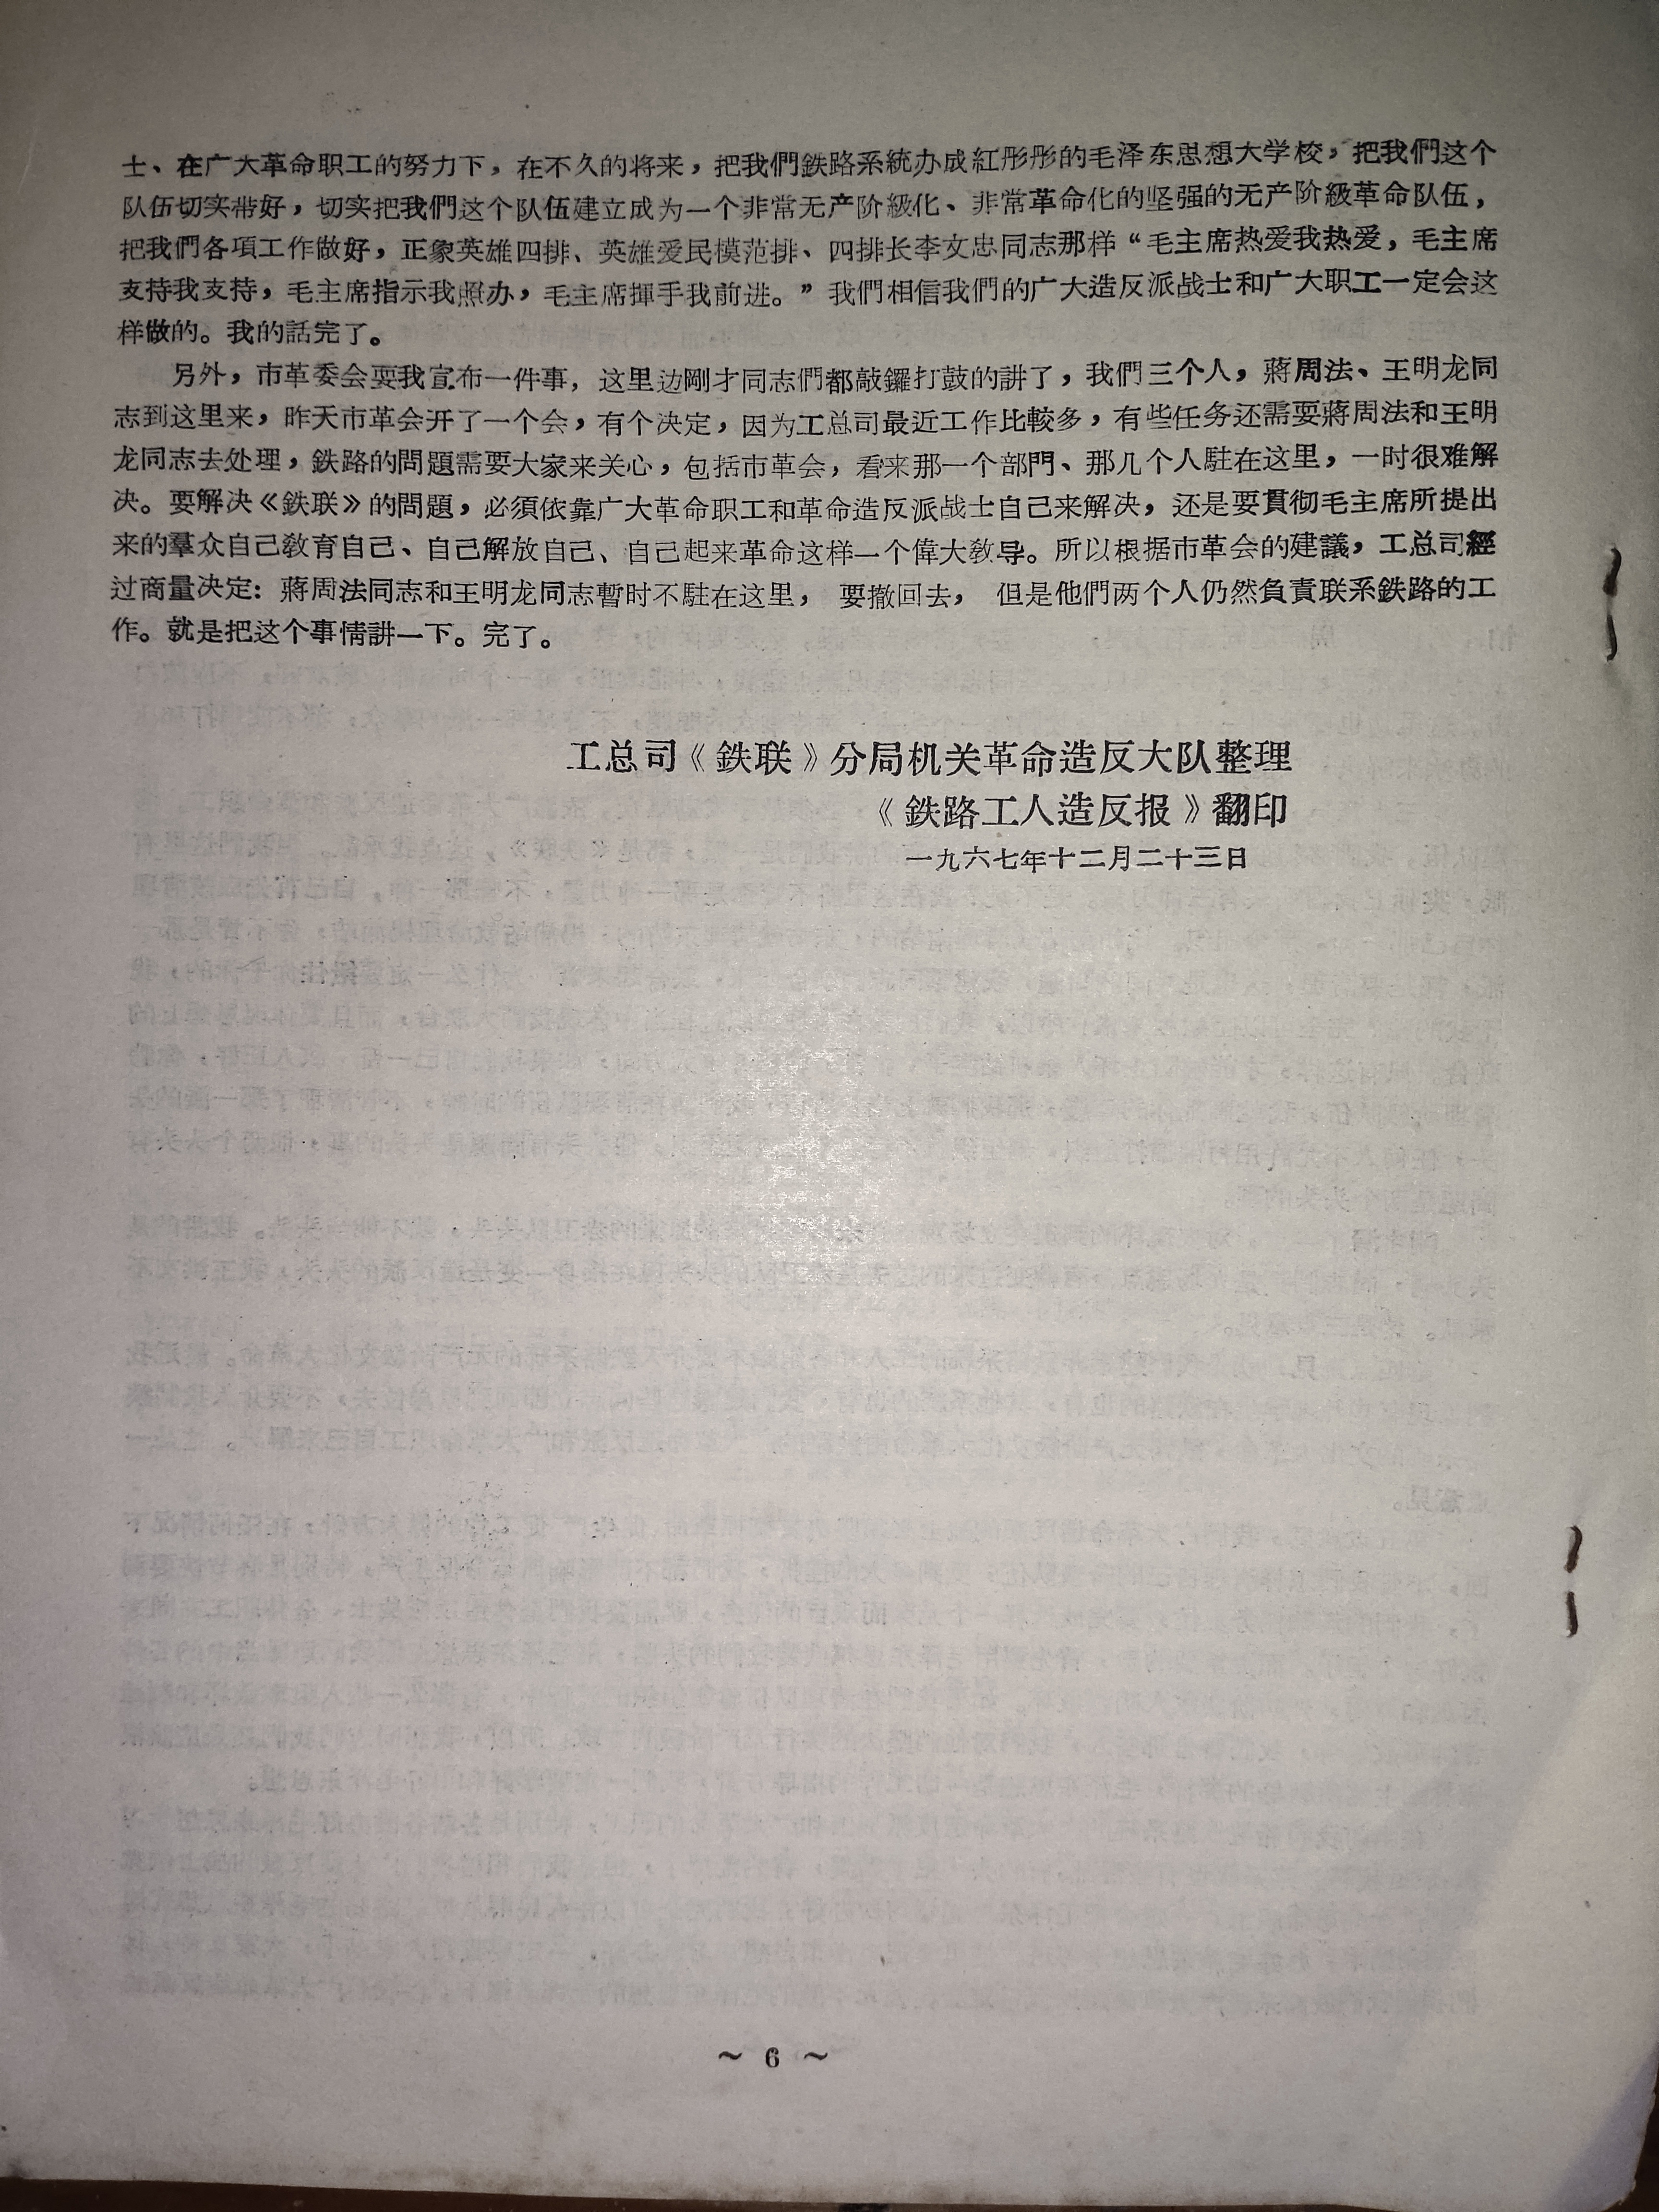 士、在广大革命职工的努力下，在不久的将来，把我們鉄路系統办成紅彤彤的毛泽东思想大学校，把我們这个
队伍切实带好，切实把我們这个队伍建立成为一个非常无产阶級化、非常革命化的坚强的无产阶級革命队伍，
把我們各項工作做好，正象英雄四排、英雄爱民模范排、四排长李文忠同志那样“毛主席热爱我热爱，毛主席
支持我支持，毛主席指示我照办，毛主席揮手我前进。”我們相信我們的广大造反派战士和广大职工一定会这
样做的。我的話完了。
另外，市革委会耍我宣布一件事，这里边剛才同志們都敲鑼打鼓的講了，我們三个人，蔣周法、王明龙同
志到这里来，昨天市革会开了一个会，有个决定，因为工总司最近工作比較多，有些任务还需耍蔣周法和王明
龙同志去处理，鉄路的問題需要大家来关心，包括市革会，看来那一个部門、那几个人駐在这里，一时很难解
决。要解决《鉄联》的問題，必須依靠广大革命职工和革命造反派战士自己来解决，还是要貫彻毛主席所提出
来的羣众自己敎育自己、自己解放自己、自己起来革命这样一个偉大敎导。所以根据市革会的建議，工总司經
过商量决定：蔣周法同志和王明龙同志暫时不駐在这里，要撤回去，但是他們两个人仍然負責联系鉄路的工
作。就是把这个事情講一下。完了。
工总司《鉄联》分局机关革命造反大队整理
《鉄路工人造反报》翻印
一九六七年十二月二十三日
～ 6 ～